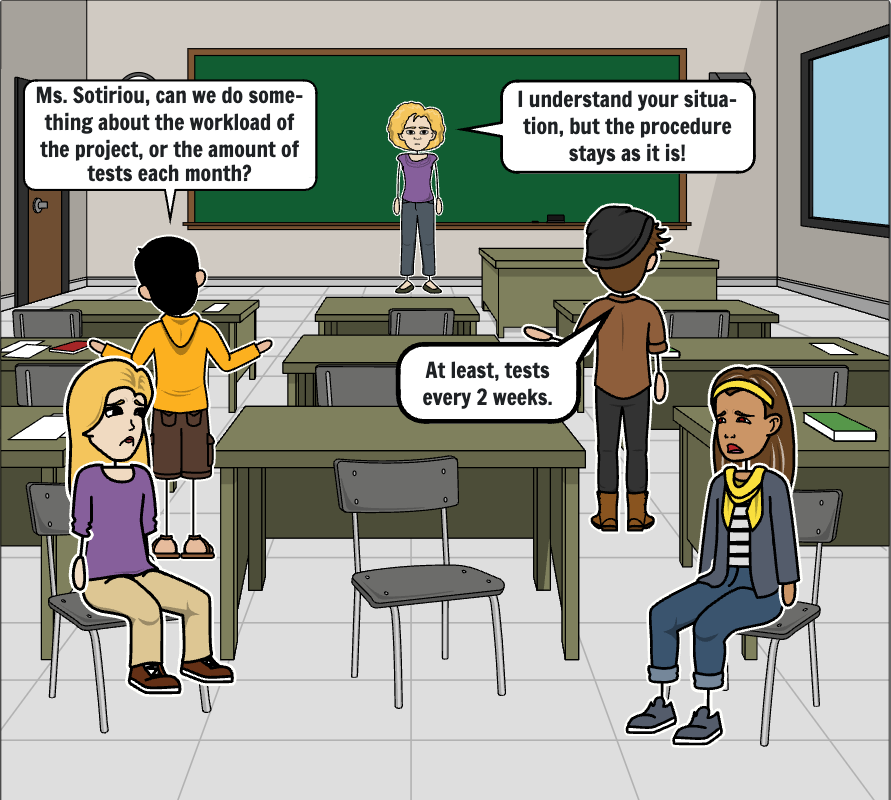 Ms. Sotiriou, can we do some-
thing about the workload of
the project, or the amount of
tests each month?
I understand your situa-
tion, but the procedure
stays as it is!
At least, tests
every 2 weeks.